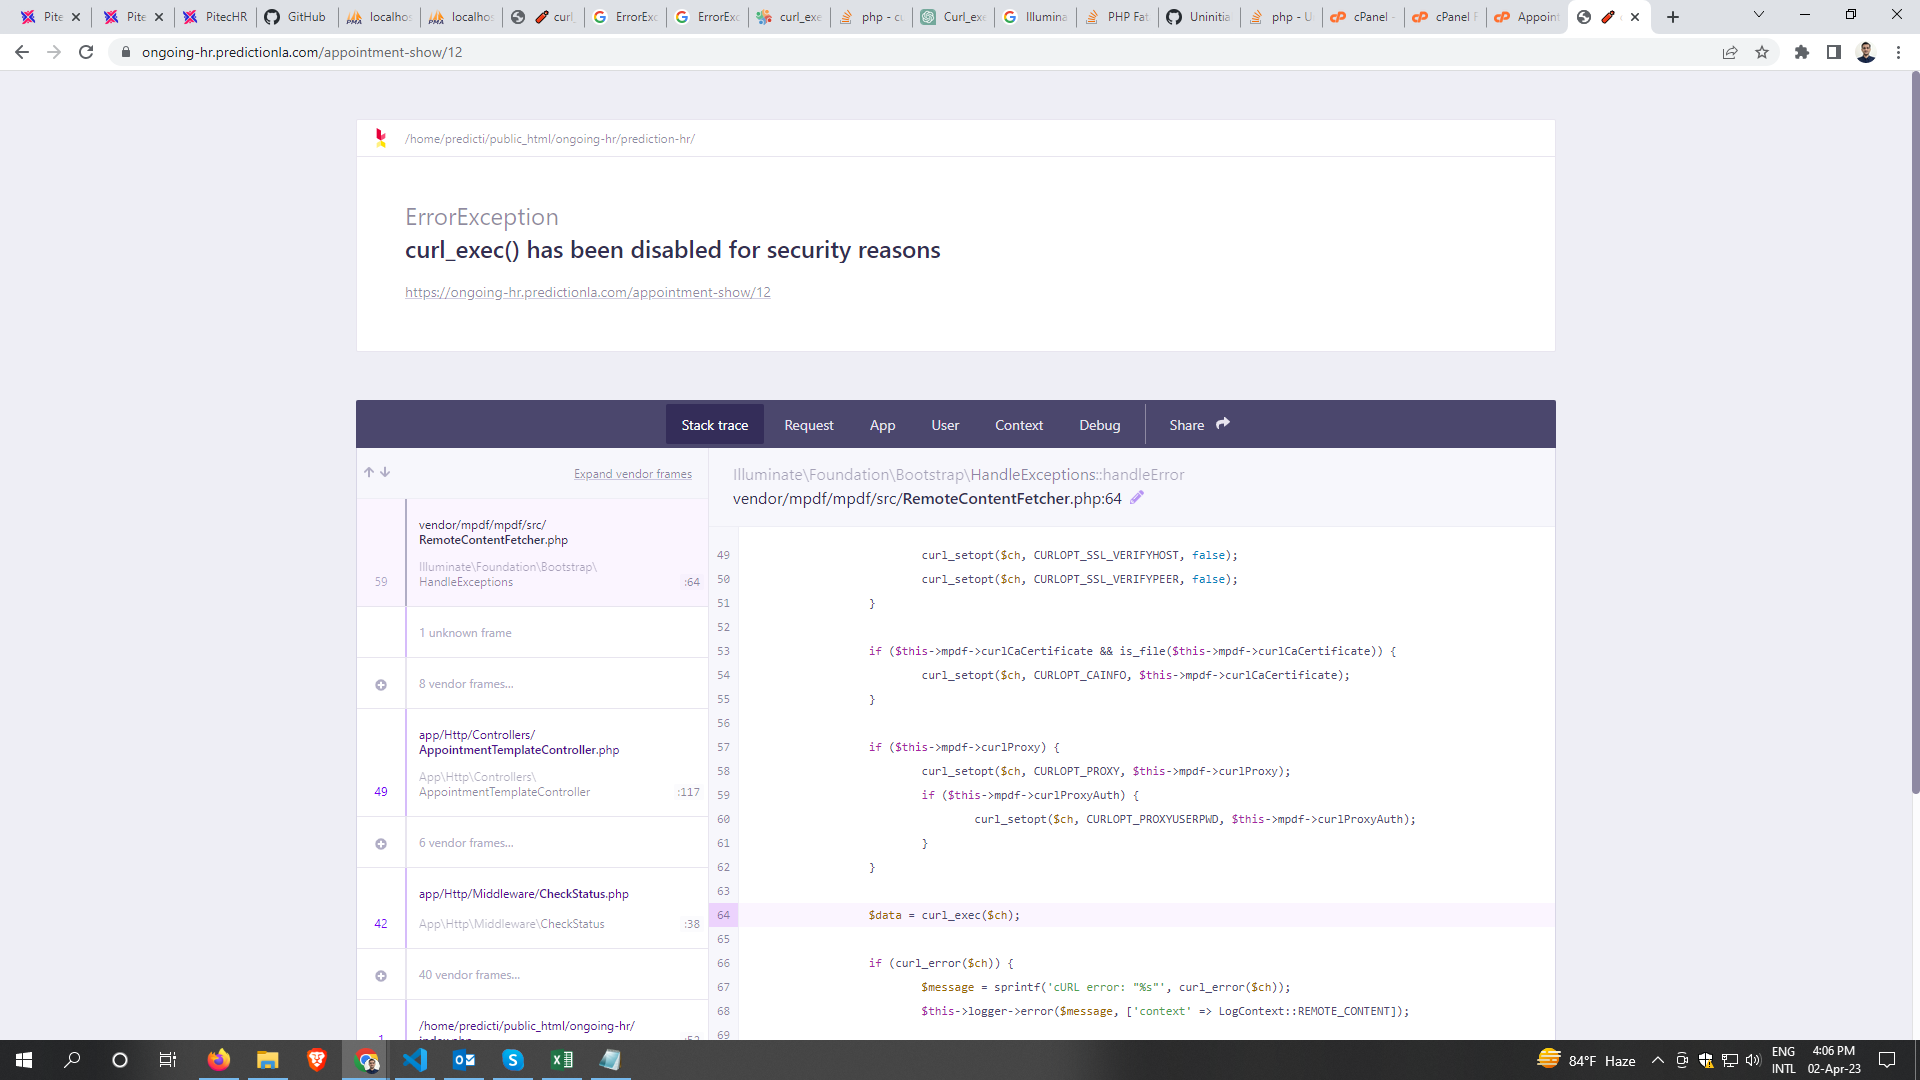 Pite
Pite
PitecHR
GitHub
localhos
localhos
curl_
ErrorExc
ErrorExc
curl_exe
php - cu
Curl_exe
Illumina
PHP Fat
Uninitia
php - U
cPanel -
cPanel F
Appoint
ongoing-hr.predictionla.com/appointment-show/12
/home/predicti/public_html/ongoing-hr/prediction-hr/
ErrorException
curl_exec() has been disabled for security reasons
https://ongoing-hr.predictionla.com/appointment-show/12
Stack trace
Request
App
User
Context
Debug
Share
Expand vendor frames
vendor/mpdf/mpdf/src/
RemoteContentFetcher.php
Illuminate\Foundation\Bootstrap\
59 HandleExceptions :64
1 unknown frame
8 vendor frames...
app/Http/Controllers/
AppointmentTemplateController.php
App\Http\Controllers\
49 AppointmentTemplateController :117
6 vendor frames...
app/Http/Middleware/CheckStatus.php
42 App\Http\Middleware\CheckStatus :38
40 vendor frames...
/home/predicti/public_html/ongoing-hr/
1 index.php :52
Illuminate\Foundation\Bootstrap\HandleExceptions::handleError
vendor/mpdf/mpdf/src/RemoteContentFetcher.php:64
49 curl_setopt($ch, CURLOPT_SSL_VERIFYHOST, false);
50 curl_setopt($ch, CURLOPT_SSL_VERIFYPEER, false);
51 }
52
53 if ($this->mpdf->curlCaCertificate && is_file($this->mpdf->curlCaCertificate)) {
54 curl_setopt($ch, CURLOPT_CAINFO, $this->mpdf->curlCaCertificate);
55 }
56
57 if ($this->mpdf->curlProxy) {
58 curl_setopt($ch, CURLOPT_PROXY, $this->mpdf->curlProxy);
59 if ($this->mpdf->curlProxyAuth) {
60 curl_setopt($ch, CURLOPT_PROXYUSERPWD, $this->mpdf->curlProxyAuth);
61 }
62 }
63
64 $data = curl_exec($ch);
65
66 if (curl_error($ch)) {
67 $message = sprintf('cURL error: "%s"', curl_error($ch));
68 $this->logger->error($message, ['context' => LogContext::REMOTE_CONTENT]);
69
84°F Haze
ENG
INTL
4:06 PM
02-Apr-23